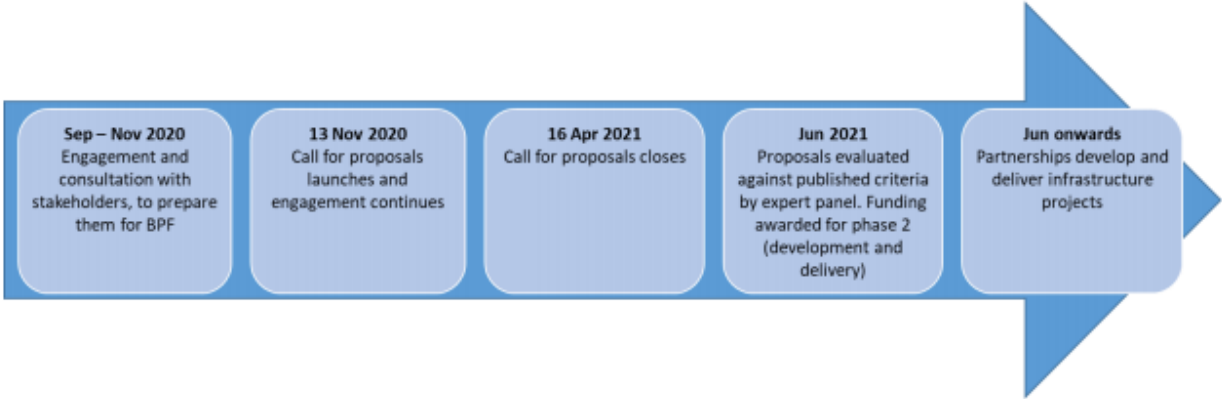 Sep – Nov 2020
Engagement and
consultation with
stakeholders, to prepare
them for BPF
13 Nov 2020
Call for proposals
launches and
engagement continues
16 Apr 2021
Call for proposals closes
Jun 2021
Proposals evaluated
against published criteria
by expert panel. Funding
awarded for phase 2
(development and
delivery)
Jun onwards
Partnerships develop and
deliver infrastructure
projects